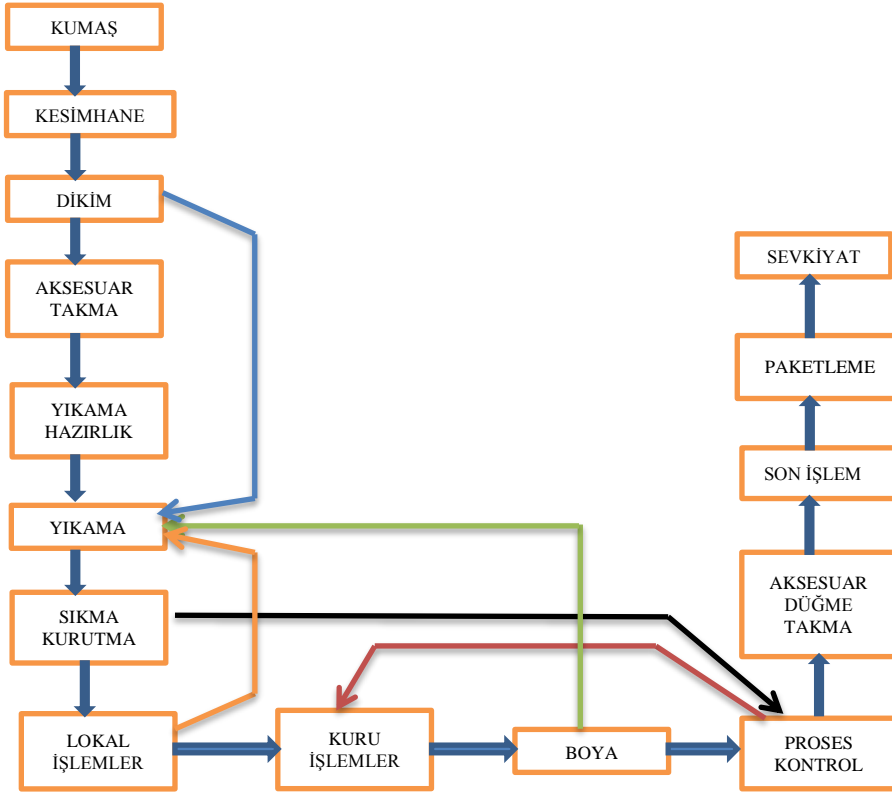 KUMAŞ
KESİMHANE
DİKİM
AKSESUAR
TAKMA
YIKAMA
HAZIRLIK
YIKAMA
SIKMA
KURUTMA
LOKAL
İŞLEMLER
KURU
İŞLEMLER
BOYA
PROSES
KONTROL
AKSESUAR
DÜĞME
TAKMA
SON İŞLEM
PAKETLEME
SEVKİYAT